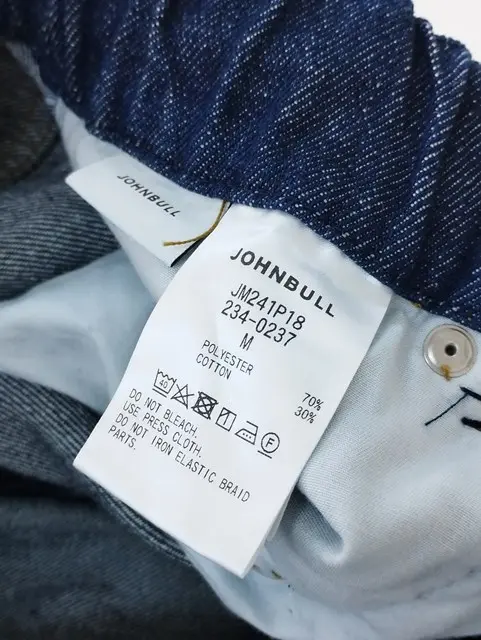 JOHNBULL
JOHNBULL
JM241P18
234-0237
M
POLYESTER 70%
COTTON 30%
40
F
DO NOT BLEACH.
USE PRESS CLOTH.
DO NOT IRON ELASTIC BRAID
PARTS.